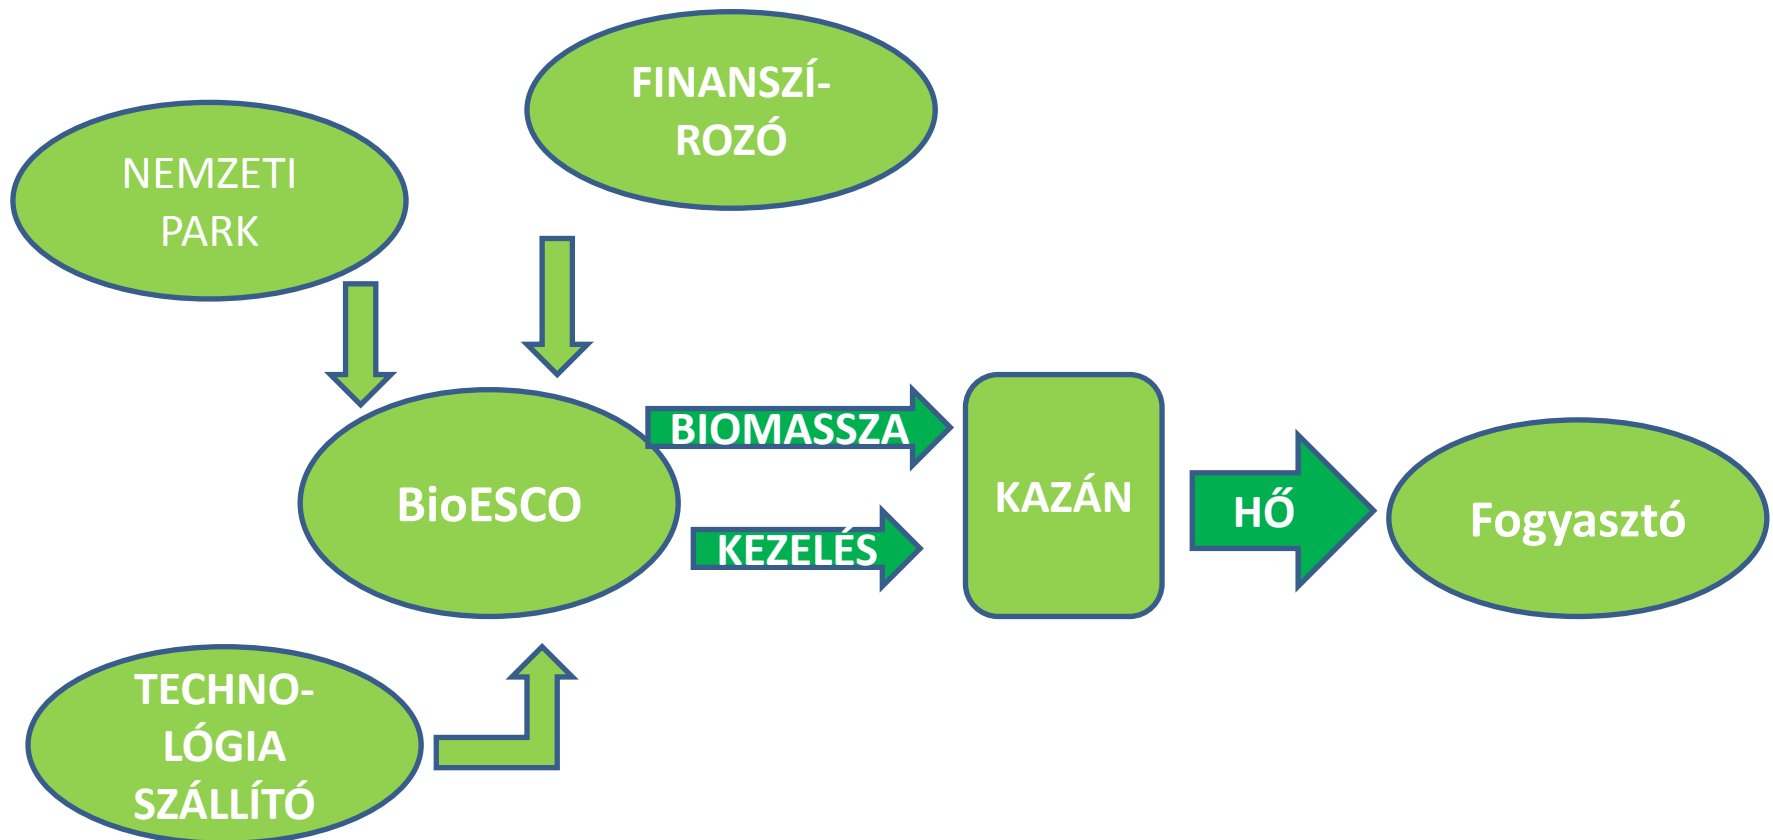 FINANSZÍ-
ROZÓ
NEMZETI
PARK
BIOMASSZA
BioESCO
KAZÁN
HŐ
Fogyasztó
KEZELÉS
TECHNO-
LÓGIA
SZÁLLÍTÓ